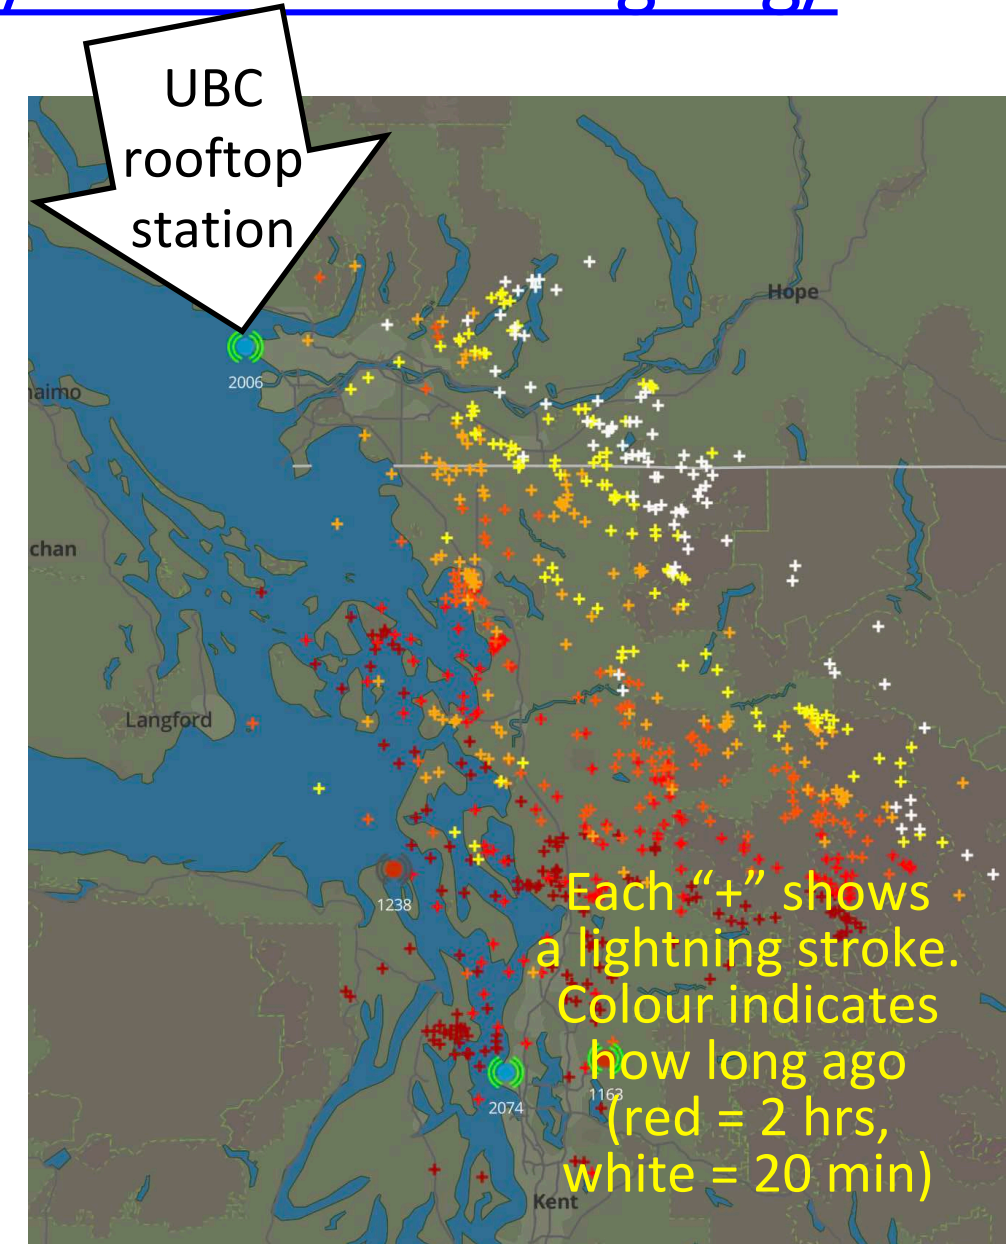 UBC
rooftop
station
Hope
2006
naimo
chan
Langford
1238
Each “+” shows
a lightning stroke.
Colour indicates
how long ago
(red = 2 hrs,
white = 20 min)
2074
1163
Kent